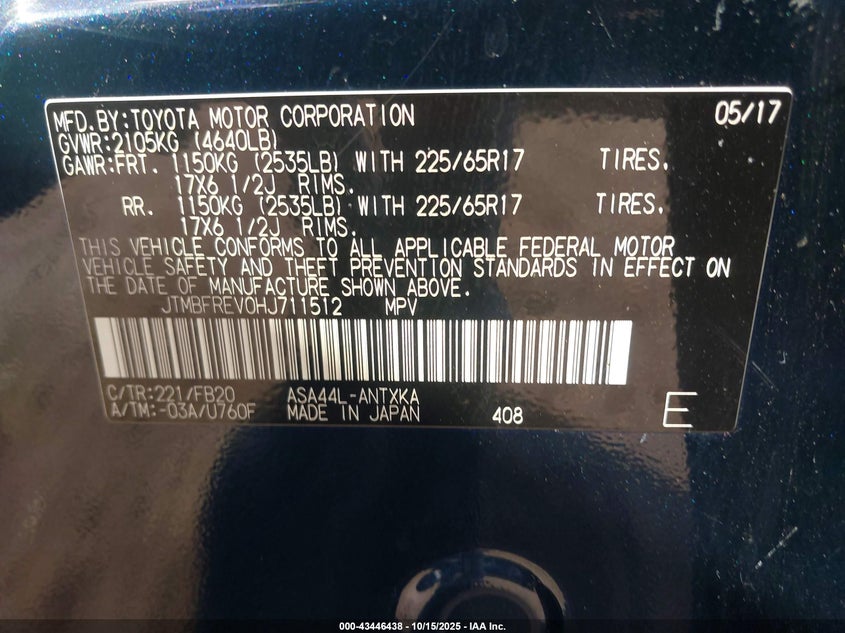 MFD.BY:TOYOTA MOTOR CORPORATION 05/17
GVWR:2105KG (4640LB)
GAWR:FRT. 1150KG (2535LB) WITH 225/65R17 TIRES,
17X6 1/2J RIMS.
RR. 1150KG (2535LB) WITH 225/65R17 TIRES,
17X6 1/2J RIMS.
THIS VEHICLE CONFORMS TO ALL APPLICABLE FEDERAL MOTOR
VEHICLE SAFETY AND THEFT PREVENTION STANDARDS IN EFFECT ON
THE DATE OF MANUFACTURE SHOWN ABOVE.
JTMBFREV0HJ711512 MPV
C/TR:221/FB20 ASA44L-ANTXKA
A/TM:-03A/U760F MADE IN JAPAN 408 E
000-43446438 - 10/15/2025 - IAA Inc.